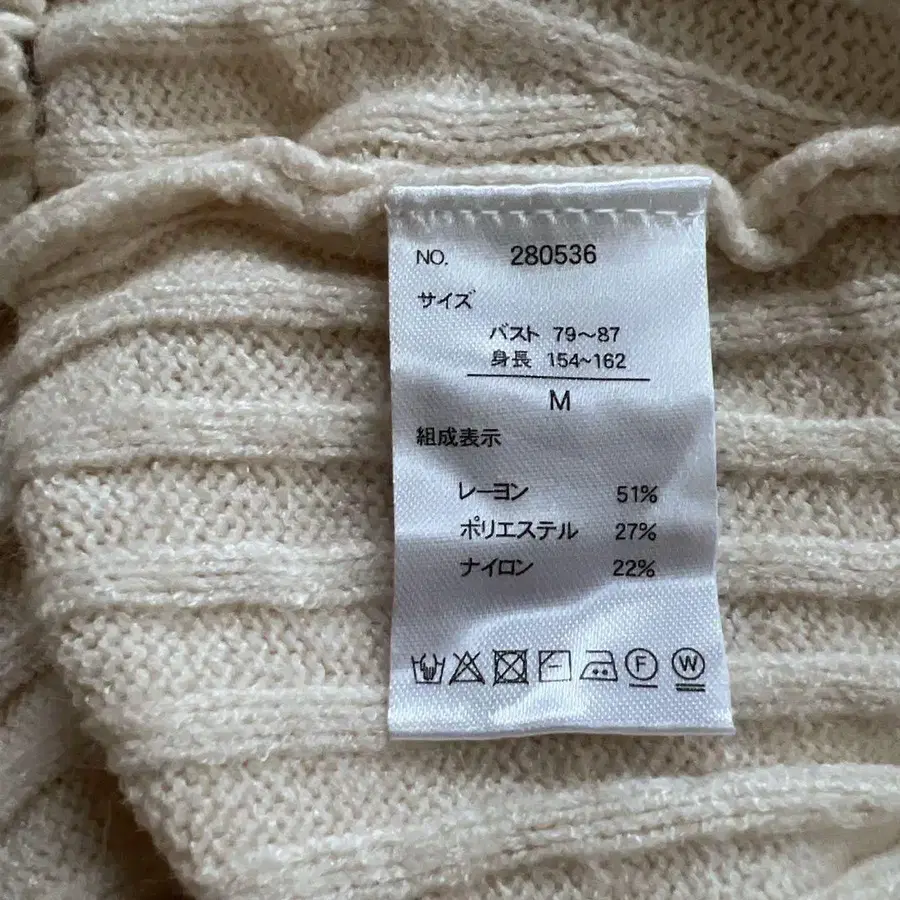 NO. 280536
サイズ
バスト 79～87
身長 154~162
M
組成表示
レーヨン 51%
ポリエステル 27%
ナイロン 22%
F W